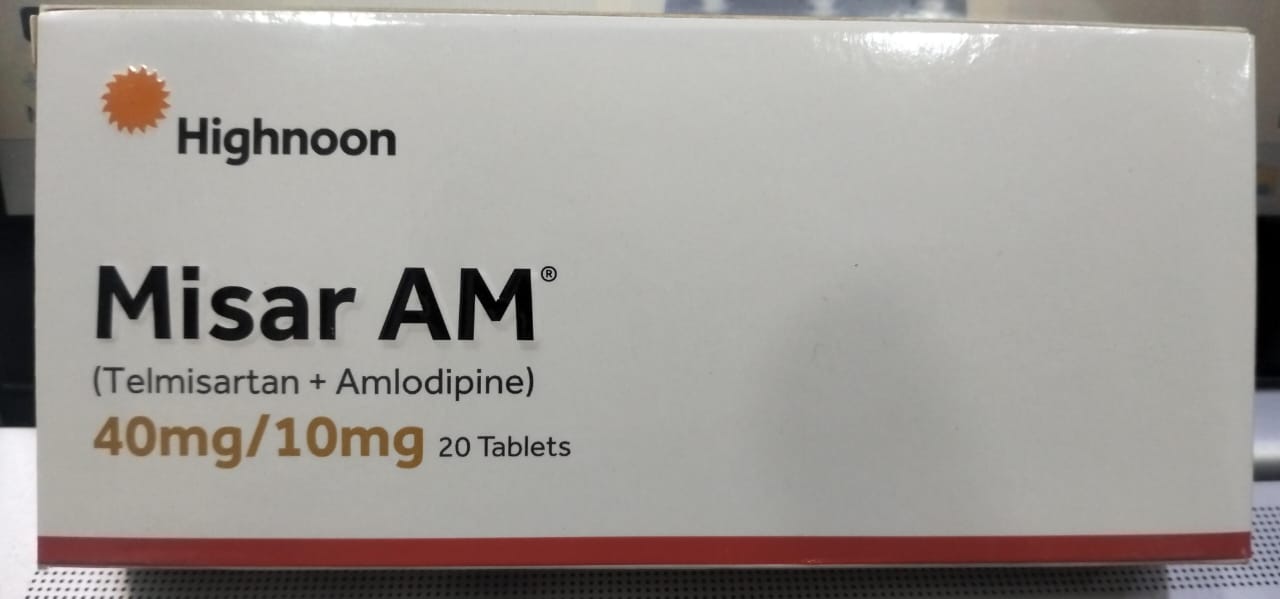 Highnoon
Misar AM®
(Telmisartan + Amlodipine)
40mg/10mg 20 Tablets